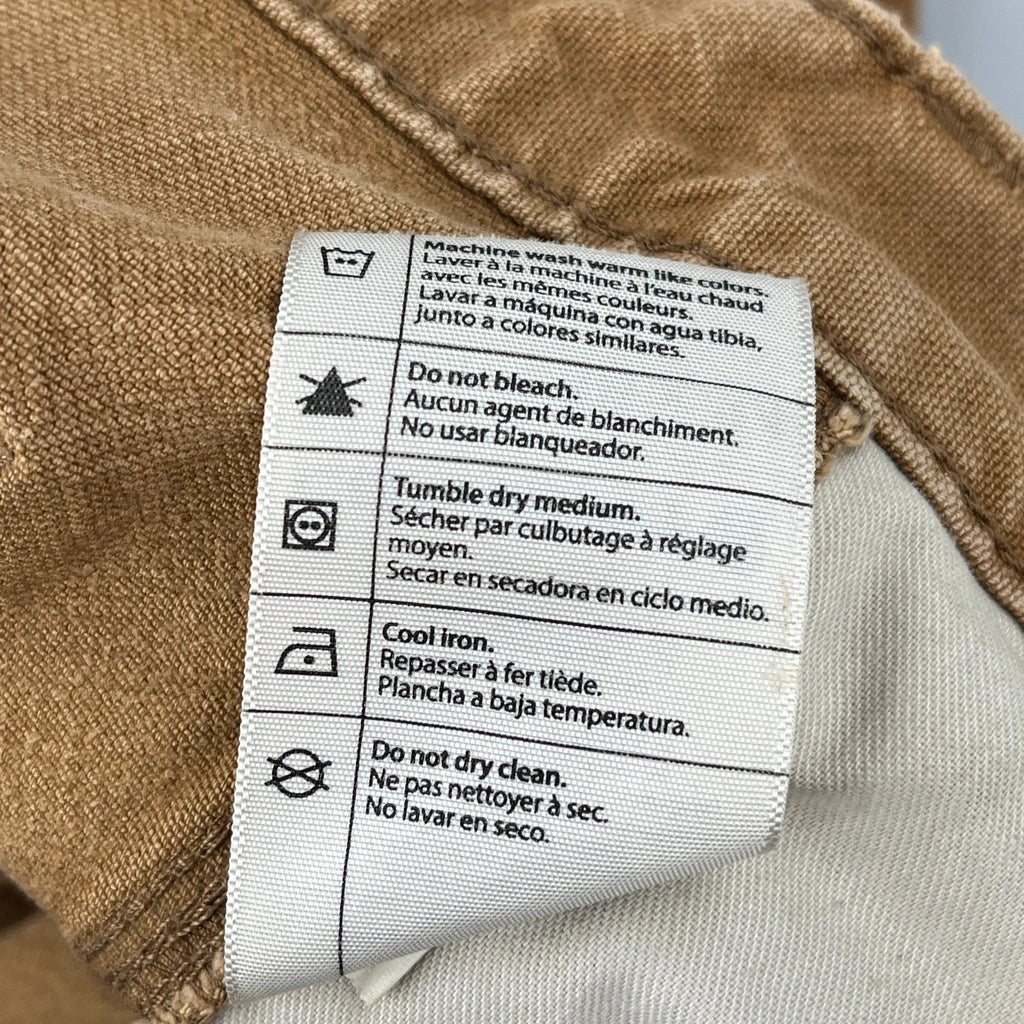 Machine wash warm like colors.
Laver à la machine à l'eau chaud
avec les mêmes couleurs.
Lavar a máquina con agua tibia,
junto a colores similares.
Do not bleach.
Aucun agent de blanchiment.
No usar blanqueador.
Tumble dry medium.
Sécher par culbutage à réglage
moyen.
Secar en secadora en ciclo medio.
Cool iron.
Repasser à fer tiède.
Plancha a baja temperatura.
Do not dry clean.
Ne pas nettoyer à sec.
No lavar en seco.